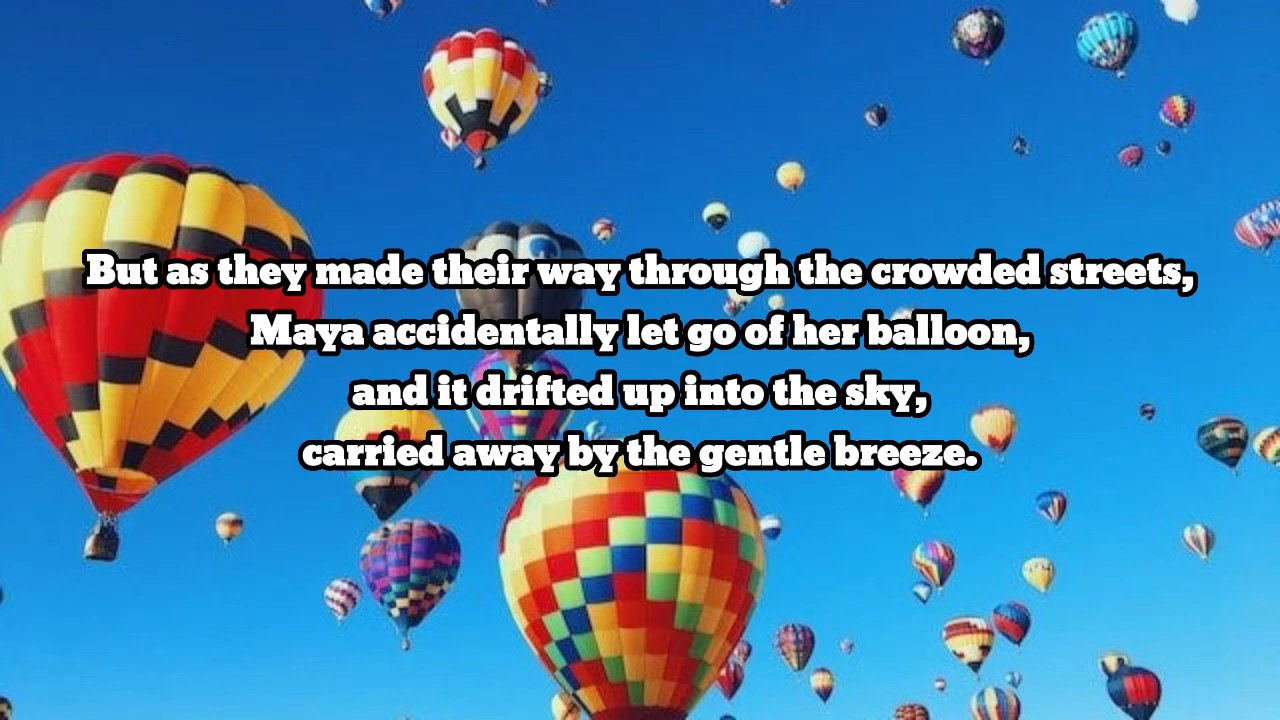 But as they made their way through the crowded streets,
Maya accidentally let go of her balloon,
and it drifted up into the sky,
carried away by the gentle breeze.